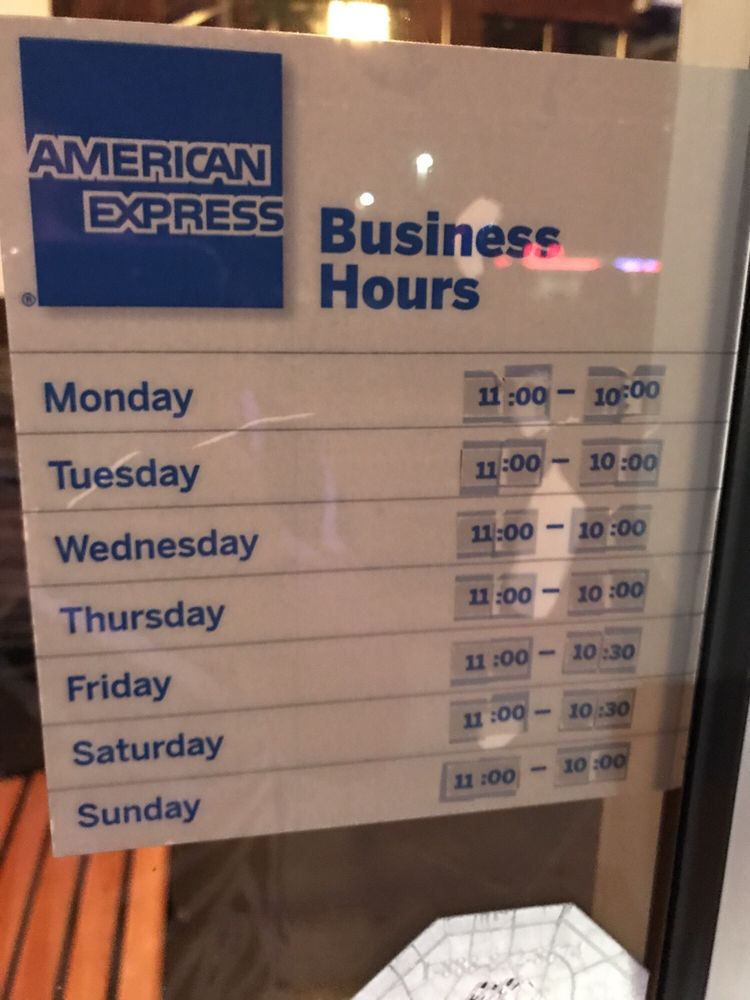 AMERICAN
EXPRESS
®
Business
Hours
Monday 11:00 – 10:00
Tuesday 11:00 – 10:00
Wednesday 11:00 – 10:00
Thursday 11:00 – 10:00
Friday 11:00 – 10:30
Saturday 11:00 – 10:30
Sunday 11:00 – 10:00